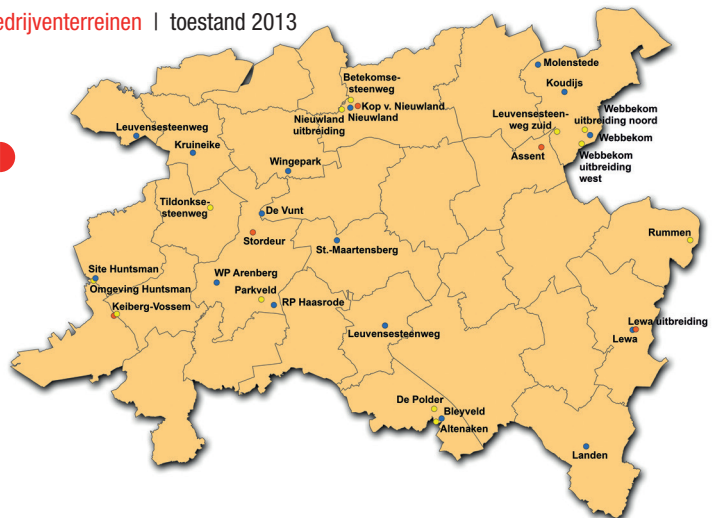 edrijventerreinen | toestand 2013
Molenstede
Betekomse-
steenweg
Koudijs
Kop v. Nieuwland
Nieuwland
uitbreiding
Nieuwland
Leuvensesteen-
weg zuid
Webbekom
uitbreiding noord
Webbekom
Leuvensesteenweg
Kruineike
Assent
Webbekom
uitbreiding
west
Wingepark
Tildonkse-
steenweg
De Vunt
Stordeur
St.-Maartensberg
Rummen
Site Huntsman
WP Arenberg
Omgeving Huntsman
Parkveld
RP Haasrode
Keiberg-Vossem
Leuvensesteenweg
Lewa uitbreiding
Lewa
De Polder
Bleyveld
Altenaken
Landen